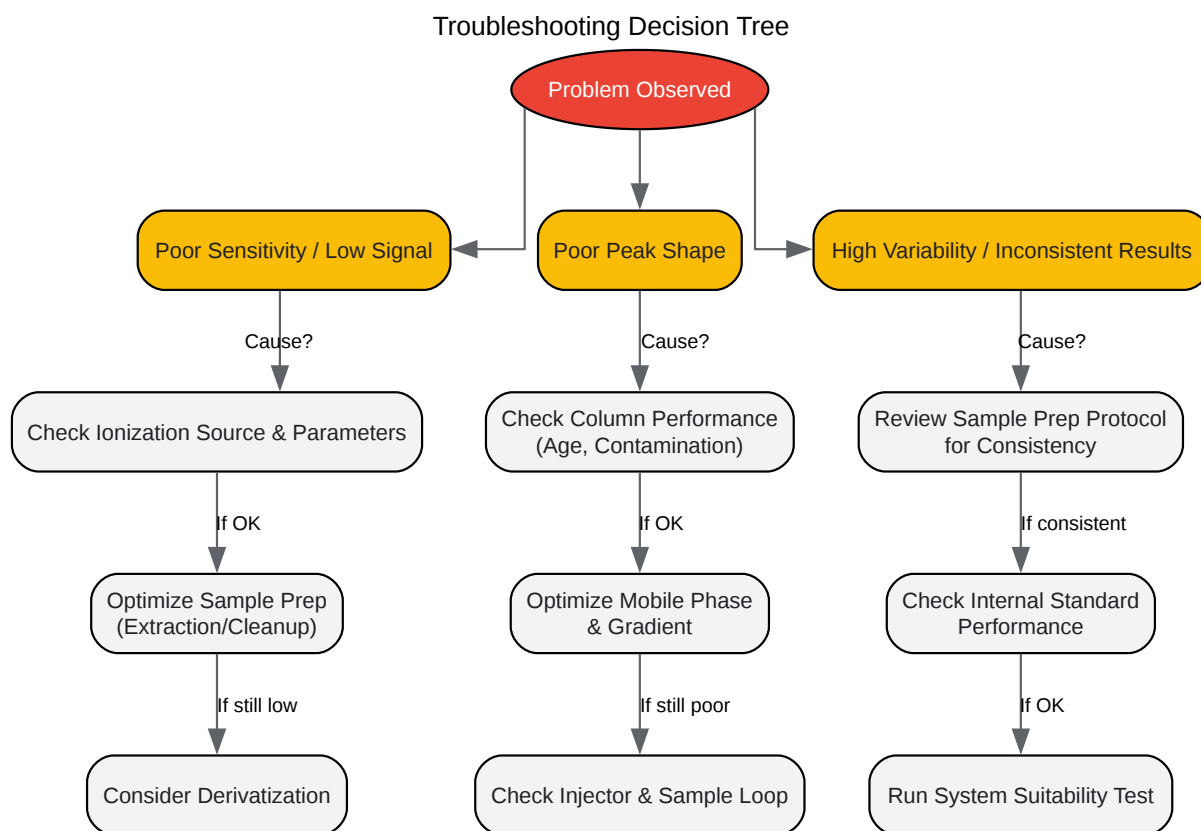 Troubleshooting Decision Tree
Problem Observed
Poor Sensitivity / Low Signal
Poor Peak Shape
High Variability / Inconsistent Results
Cause?
Cause?
Cause?
Check Ionization Source & Parameters
Check Column Performance
(Age, Contamination)
Review Sample Prep Protocol
for Consistency
If OK
If OK
If consistent
Optimize Sample Prep
(Extraction/Cleanup)
Optimize Mobile Phase
& Gradient
Check Internal Standard
Performance
If still low
If still poor
If OK
Consider Derivatization
Check Injector & Sample Loop
Run System Suitability Test